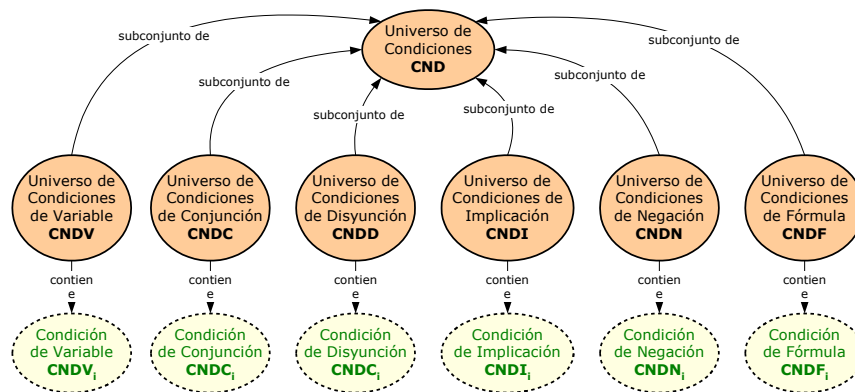 Universo de
Condiciones
CND
subconjunto de
subconjunto de
subconjunto de
subconjunto de
subconjunto de
subconjunto de
Universo de
Condiciones
de Variable
CNDV
Universo de
Condiciones
de Conjunción
CNDC
Universo de
Condiciones
de Disyunción
CNDD
Universo de
Condiciones de
Implicación
CNDI
Universo de
Condiciones
de Negación
CNDN
Universo de
Condiciones
de Fórmula
CNDF
contien
e
contien
e
contien
e
contien
e
contien
e
contien
e
Condición
de Variable
CNDVi
Condición
de Conjunción
CNDCi
Condición
de Disyunción
CNDCi
Condición
de Implicación
CNDIi
Condición
de Negación
CNDNi
Condición
de Fórmula
CNDFi